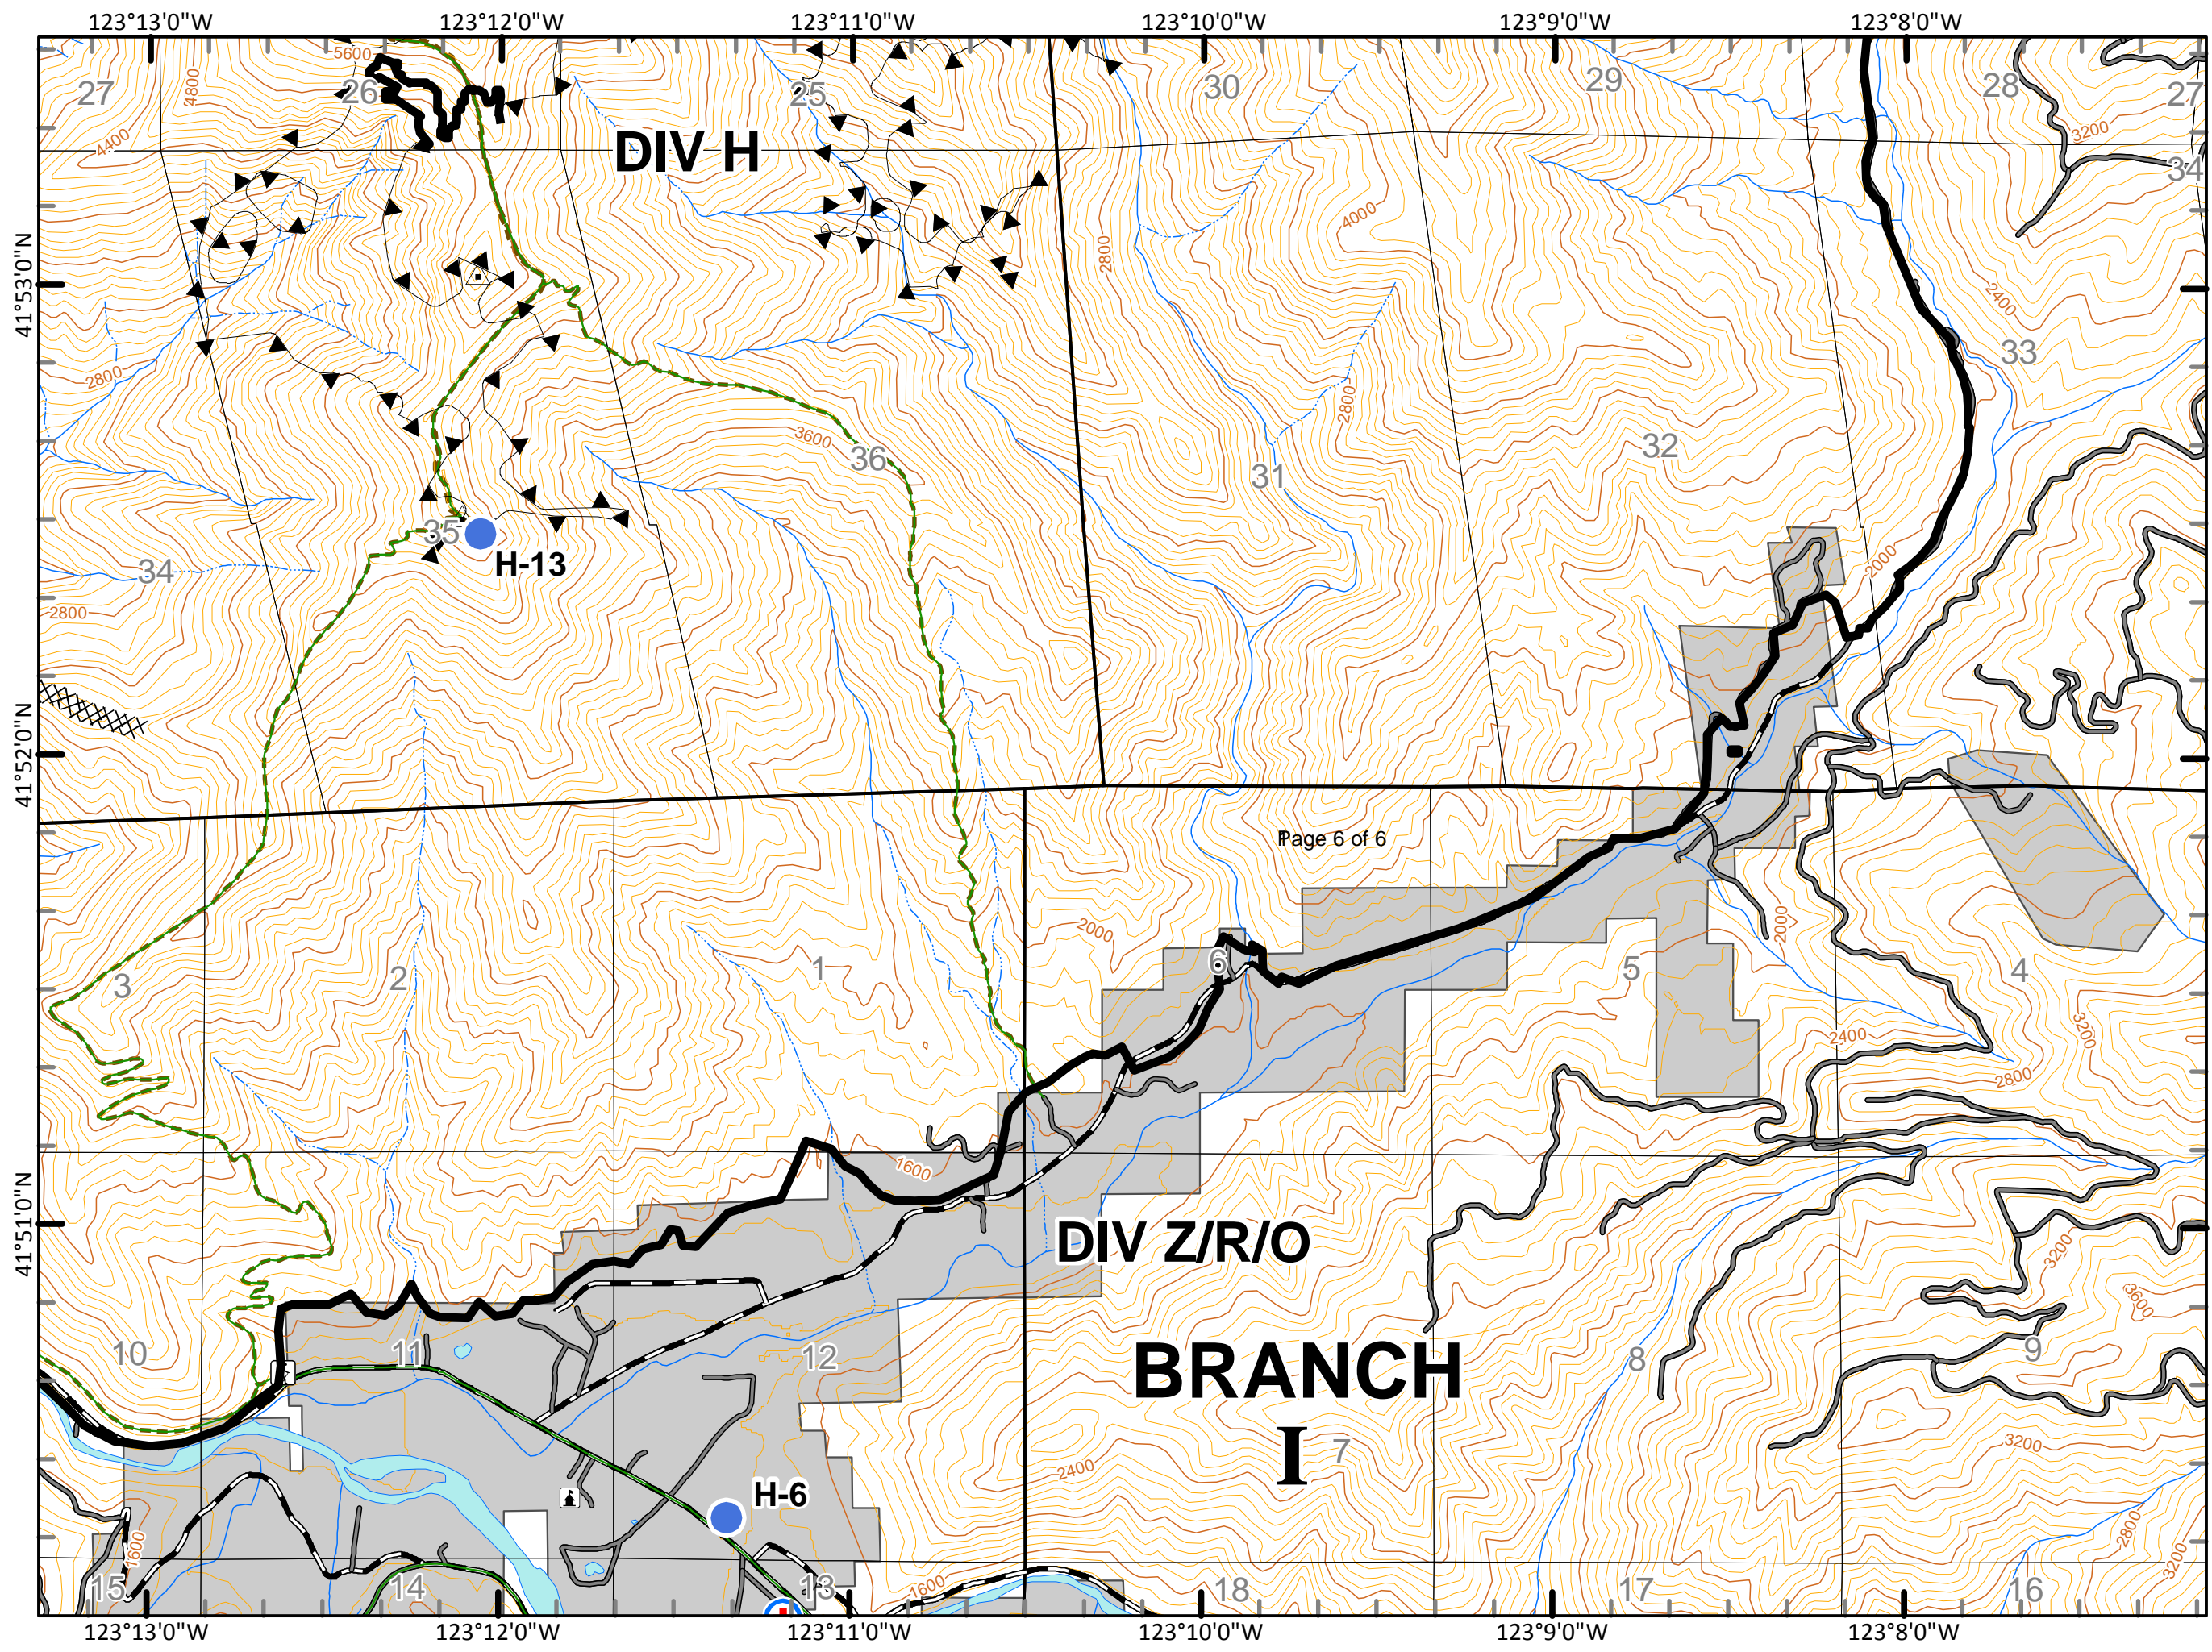 123°13'0"W 123°12'0"W 123°11'0"W 123°10'0"W 123°9'0"W 123°8'0"W
5600
27 26 25 30 29 28 27
4800
4400
3200
DIV H
34
4000
2800
41°53'0"N
2400
33
2800
2800
3600
36
32
31
35
H-13
34
2000
2800
41°52'0"N
Page 6 of 6
2000
2000
3 2 1 6 5 4
2400
3200
2800
1600
41°51'0"N
DIV Z/R/O
3200
3600
10 11 12 BRANCH 8 9
I 7
2400
3200
H-6
1600
2800
3200
15 14 13 1600 18 17 16
123°13'0"W 123°12'0"W 123°11'0"W 123°10'0"W 123°9'0"W 123°8'0"W